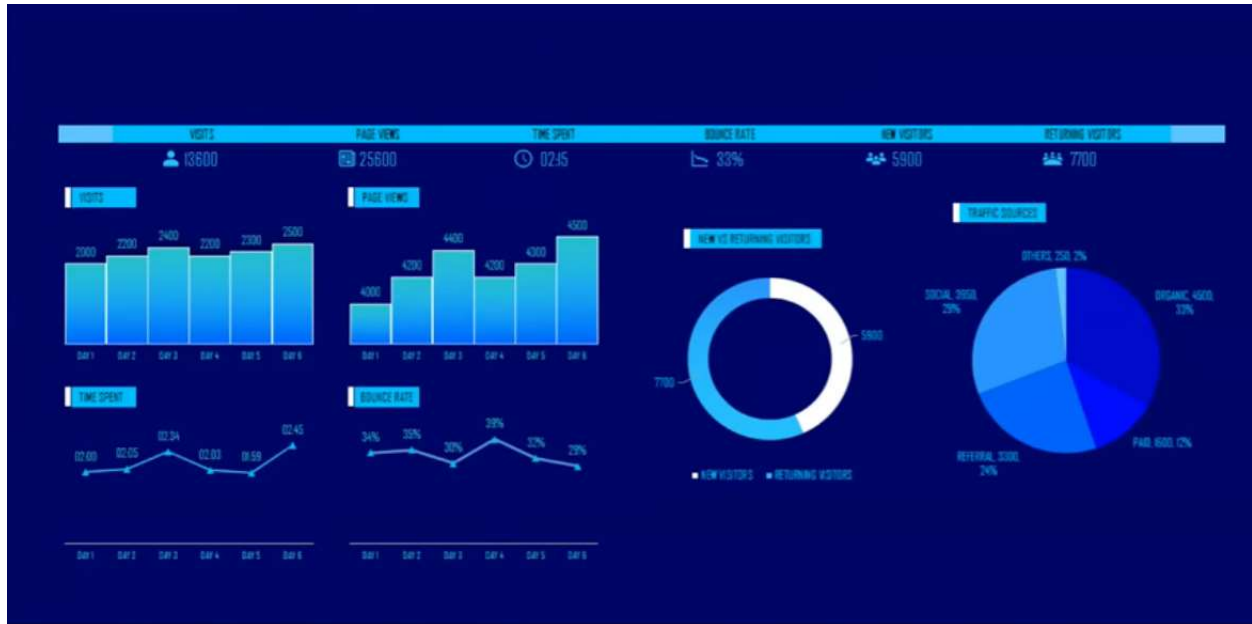 VISITS PAGE VIEWS TIME SPENT BOUNCE RATE NEW VISITORS RETURNING VISITORS
13600 25600 02:15 33% 5900 7700
VISITS
2000 2200 2400 2200 2300 2500
DAY 1 DAY 2 DAY 3 DAY 4 DAY 5 DAY 6
PAGE VIEWS
4000 4200 4400 4200 4300 4500
DAY 1 DAY 2 DAY 3 DAY 4 DAY 5 DAY 6
TIME SPENT
02:00 02:05 02:34 02:03 01:59 02:45
DAY 1 DAY 2 DAY 3 DAY 4 DAY 5 DAY 6
BOUNCE RATE
34% 35% 30% 39% 32% 29%
DAY 1 DAY 2 DAY 3 DAY 4 DAY 5 DAY 6
NEW VS RETURNING VISITORS
5900
7700
NEW VISITORS RETURNING VISITORS
TRAFFIC SOURCES
OTHERS, 250, 2%
SOCIAL, 3950,
29%
ORGANIC, 4500,
33%
REFERRAL, 3300,
24%
PAID, 1600, 12%